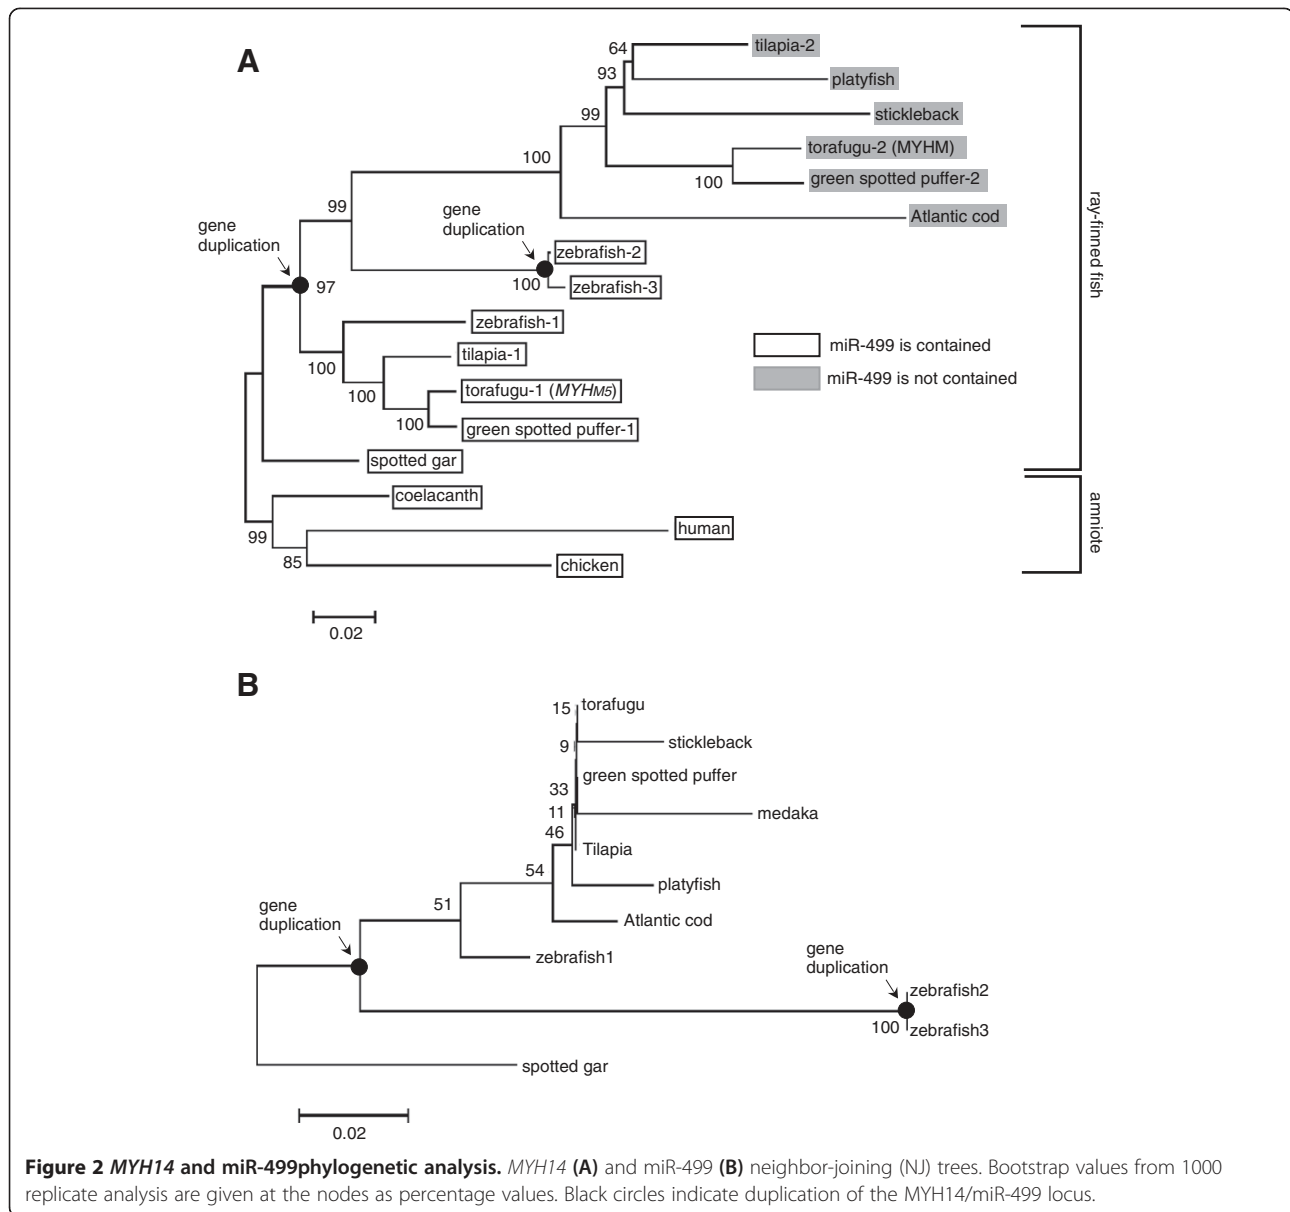 A
64
tilapia-2
93
platyfish
99
stickleback
torafugu-2 (MYHM)
100
green spotted puffer-2
100
Atlantic cod
99
gene
duplication
gene
duplication
zebrafish-2
100
zebrafish-3
97
zebrafish-1
100
tilapia-1
100
torafugu-1 (MYHM5)
100
green spotted puffer-1
spotted gar
coelacanth
99
human
85
chicken
0.02
miR-499 is contained
miR-499 is not contained
ray-finned fish
amniote
B
15
torafugu
9
stickleback
green spotted puffer
33
11
medaka
46
Tilapia
54
platyfish
51
Atlantic cod
gene
duplication
zebrafish1
gene
duplication
zebrafish2
100
zebrafish3
spotted gar
0.02
Figure 2 MYH14 and miR-499phylogenetic analysis. MYH14 (A) and miR-499 (B) neighbor-joining (NJ) trees. Bootstrap values from 1000
replicate analysis are given at the nodes as percentage values. Black circles indicate duplication of the MYH14/miR-499 locus.